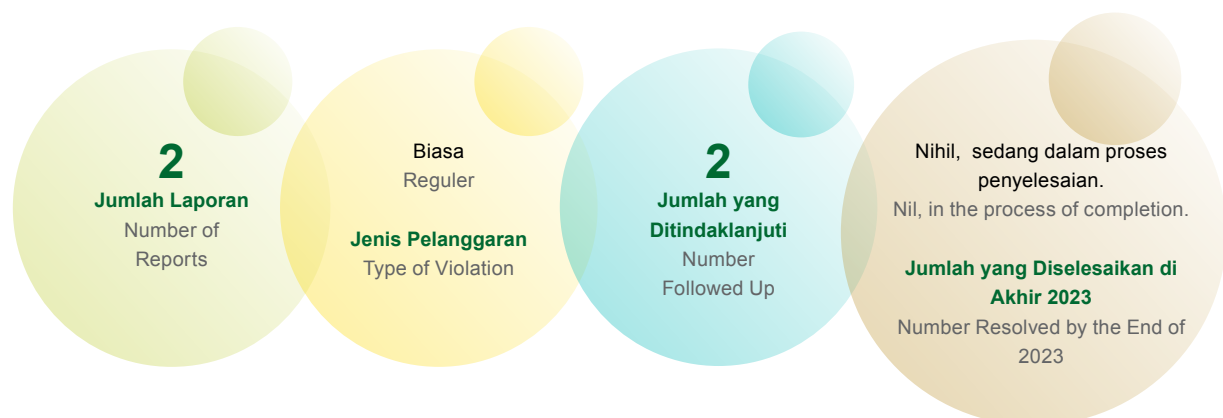 2
Jumlah Laporan
Number of
Reports
Biasa
Reguler
Jenis Pelanggaran
Type of Violation
2
Jumlah yang
Ditindaklanjuti
Number
Followed Up
Nihil,  sedang dalam proses
penyelesaian.
Nil, in the process of completion.
Jumlah yang Diselesaikan di
Akhir 2023
Number Resolved by the End of
2023